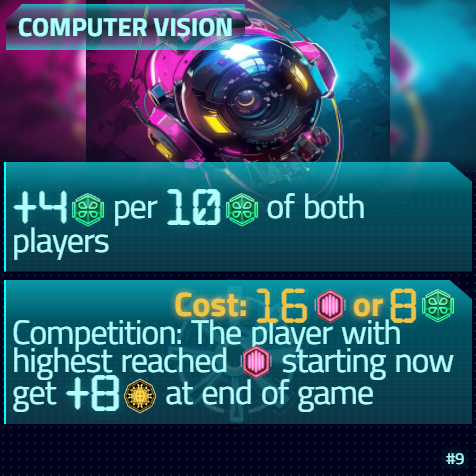 COMPUTER VISION
+4 per 10 of both
players
Cost: 16 or 8
Competition: The player with
highest reached starting now
get +8 at end of game
#9